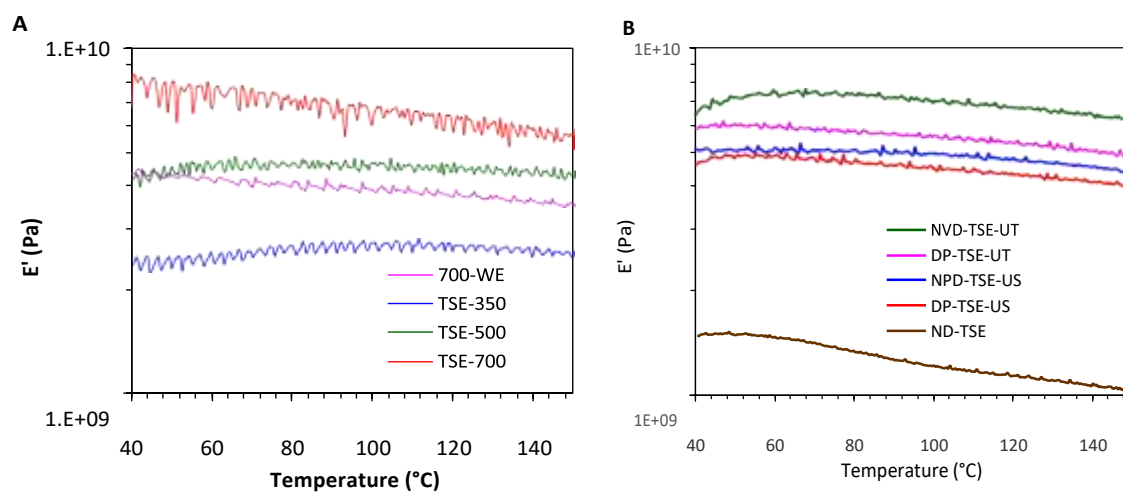 A
1.E+10
E' (Pa)
700-WE
TSE-350
TSE-500
TSE-700
1.E+09
40 60 80 100 120 140
Temperature (°C)
B
1E+10
E' (Pa)
NVD-TSE-UT
DP-TSE-UT
NPD-TSE-US
DP-TSE-US
ND-TSE
1E+09
40 60 80 100 120 140
Temperature (°C)